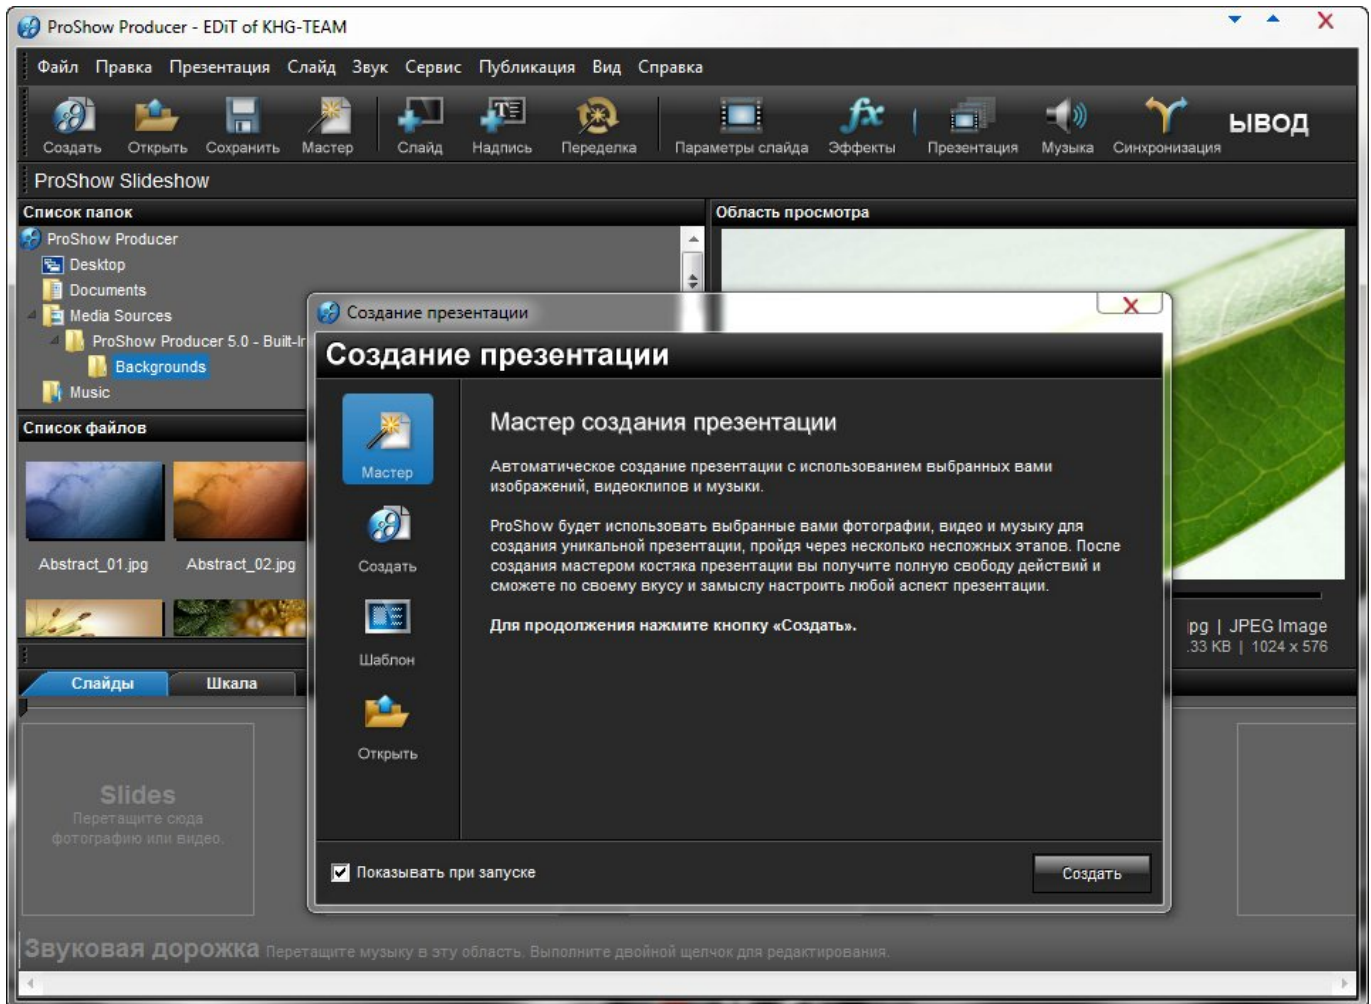 ProShow Producer - EDiT of KHG-TEAM
Файл Правка Презентация Слайд Звук Сервис Публикация Вид Справка
Создать Открыть Сохранить Мастер Слайд Надпись Переделка Параметры слайда Эффекты Презентация Музыка Синхронизация ЫВОД
ProShow Slideshow
Список папок
Область просмотра
ProShow Producer
Desktop
Documents
Media Sources
ProShow Producer 5.0 - Built-In
Backgrounds
Music
Список файлов
Abstract_01.jpg Abstract_02.jpg
Создание презентации
Создание презентации
Мастер
Создать
Шаблон
Открыть
Мастер создания презентации
Автоматическое создание презентации с использованием выбранных вами
изображений, видеоклипов и музыки.
ProShow будет использовать выбранные вами фотографии, видео и музыку для
создания уникальной презентации, пройдя через несколько несложных этапов. После
создания мастером костяка презентации вы получите полную свободу действий и
сможете по своему вкусу и замыслу настроить любой аспект презентации.
Для продолжения нажмите кнопку «Создать».
Показывать при запуске
Создать
jpg | JPEG Image
.33 KB | 1024 x 576
Слайды Шкала
Slides
Перетащите сюда
фотографию или видео.
Звуковая дорожка Перетащите музыку в эту область. Выполните двойной щелчок для редактирования.